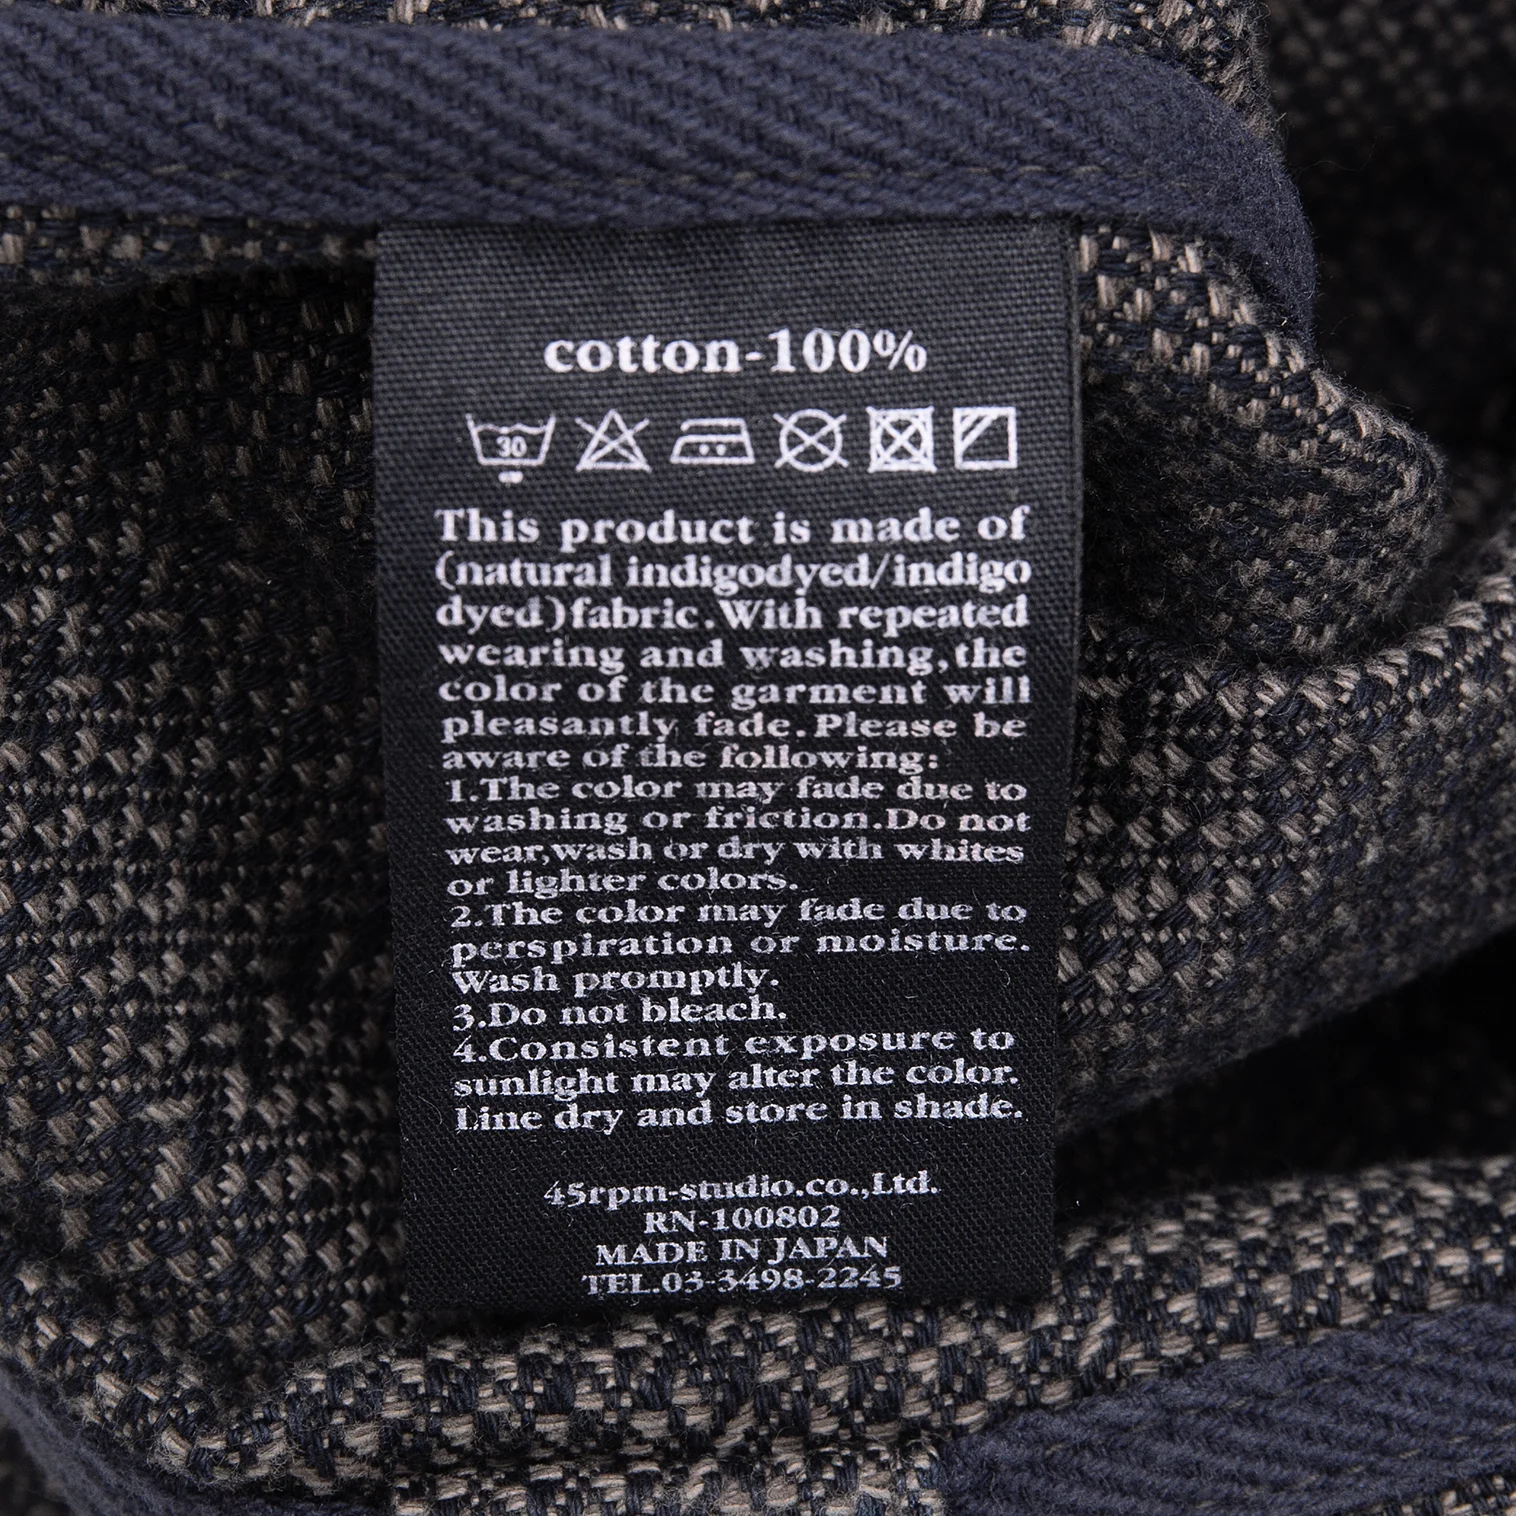 cotton-100%
30
This product is made of
(natural indigodyed/indigo
dyed)fabric.With repeated
wearing and washing,the
color of the garment will
pleasantly fade.Please be
aware of the following:
1.The color may fade due to
washing or friction.Do not
wear,wash or dry with whites
or lighter colors.
2.The color may fade due to
perspiration or moisture.
Wash promptly.
3.Do not bleach.
4.Consistent exposure to
sunlight may alter the color.
Line dry and store in shade.
45rpm-studio.co.,Ltd.
RN-100802
MADE IN JAPAN
TEL.03-3498-2245